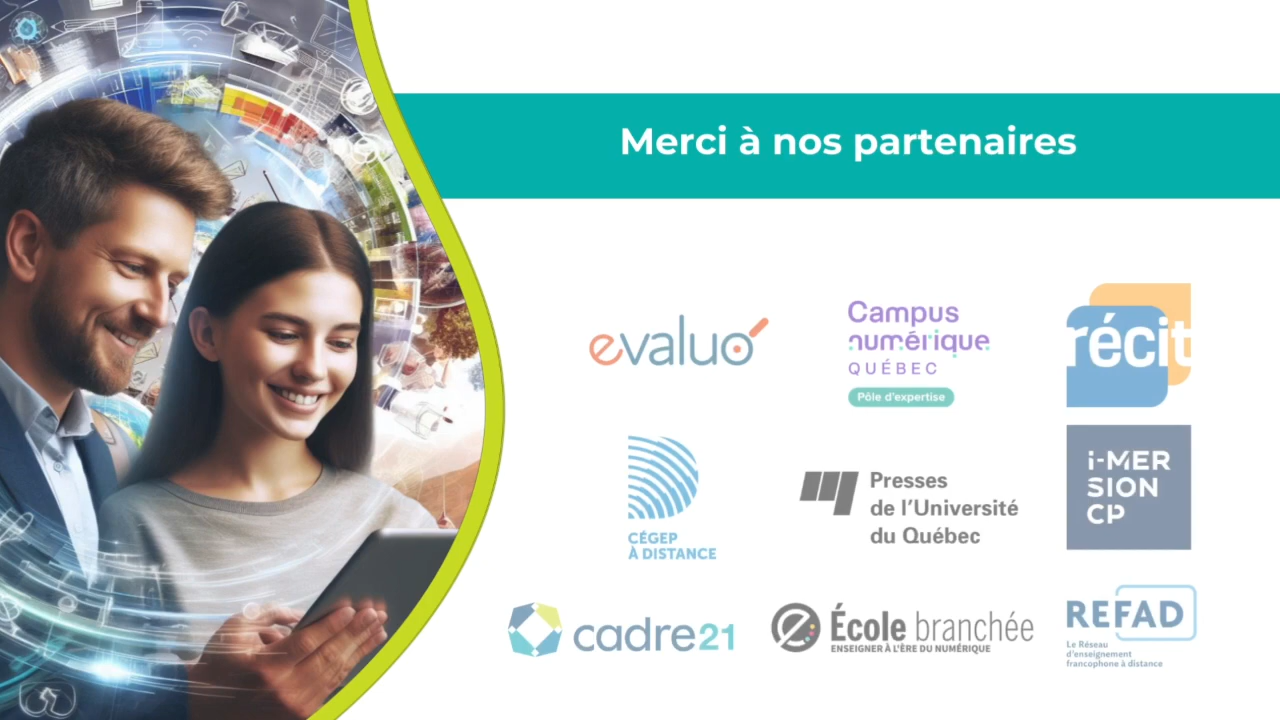 Merci à nos partenaires
evaluo
Campus
numérique
QUÉBEC
Pôle d'expertise
récit
CÉGEP
À DISTANCE
Presses
de l'Université
du Québec
i-MER
SION
CP
cadre21
École branchée
ENSEIGNER À L'ÈRE DU NUMÉRIQUE
REFAD
Le Réseau
d'enseignement
francophone à distance